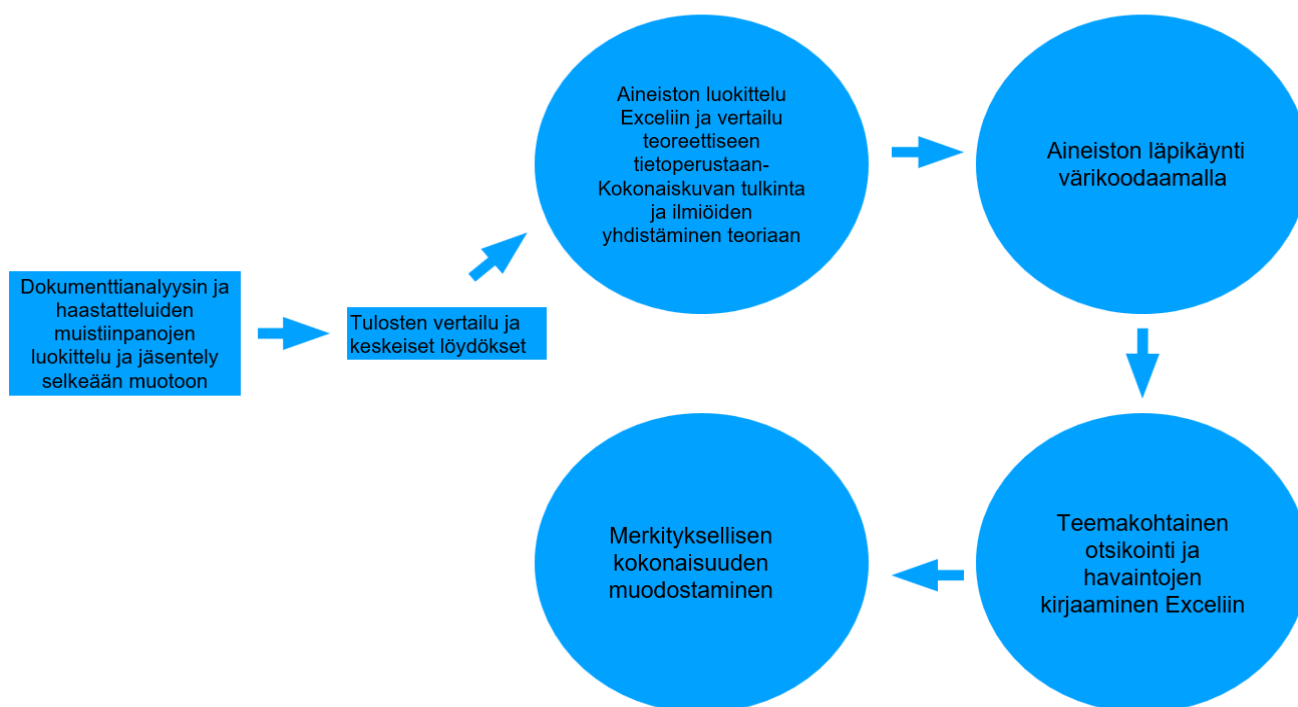 Dokumenttianalyysin ja
haastatteluiden
muistiinpanojen
luokittelu ja jäsentely
selkeään muotoon
Tulosten vertailu ja
keskeiset löydökset
Aineiston luokittelu
Exceliin ja vertailu
teoreettiseen
tietoperustaan-
Kokonaiskuvan tulkinta
ja ilmiöiden
yhdistäminen teoriaan
Aineiston läpikäynti
värikoodaamalla
Teemakohtainen
otsikointi ja
havaintojen
kirjaaminen Exceliin
Merkityksellisen
kokonaisuuden
muodostaminen